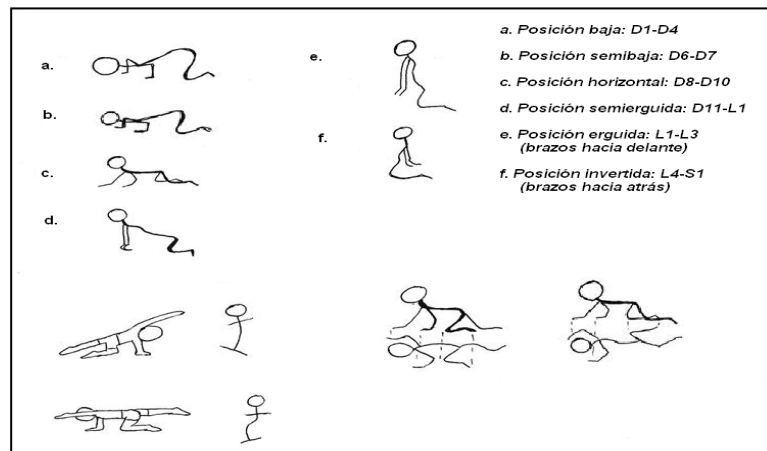 a.
b.
c.
d.
e.
f.
a. Posición baja: D1-D4
b. Posición semibaja: D6-D7
c. Posición horizontal: D8-D10
d. Posición semierguida: D11-L1
e. Posición erguida: L1-L3
(brazos hacia delante)
f. Posición invertida: L4-S1
(brazos hacia atrás)